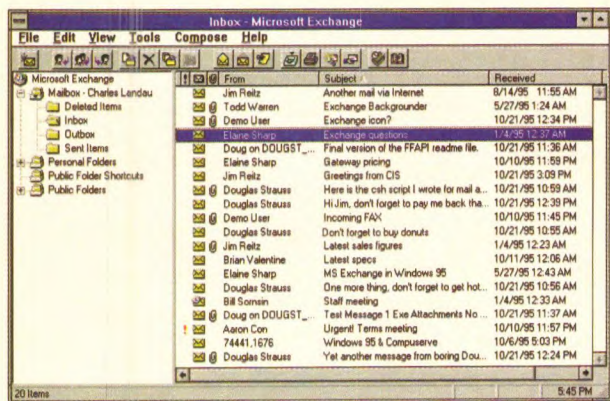 Inbox - Microsoft Exchange
File Edit View Tools Compose Help
Microsoft Exchange
Mailbox - Charles Landau
Deleted Items
Inbox
Outbox
Sent Items
Personal Folders
Public Folder Shortcuts
Public Folders
! From Subject Received
Jim Reitz Another mail via Internet 8/14/95 11:55 AM
Todd Warren Exchange Backgrounder 5/27/95 1:24 AM
Demo User Exchange icon? 10/21/95 12:34 PM
Elaine Sharp Exchange questions 1/4/95 12:37 AM
Doug on DOUGST_... Final version of the FFAPI readme file. 10/21/95 11:36 AM
Elaine Sharp Gateway pricing 10/10/95 11:59 PM
Jim Reitz Greetings from CIS 10/21/95 3:09 PM
Douglas Strauss Here is the csh script I wrote for mail a... 10/21/95 10:59 AM
Douglas Strauss Hi Jim, don't forget to pay me back tha... 10/21/95 12:39 PM
Demo User Incoming FAX 10/10/95 11:45 PM
Douglas Strauss Don't forget to buy donuts 10/21/95 10:55 AM
Jim Reitz Latest sales figures 1/4/95 12:23 AM
Brian Valentine Latest specs 10/11/95 12:06 AM
Elaine Sharp MS Exchange in Windows 95 5/27/95 12:43 AM
Douglas Strauss One more thing, don't forget to get hot... 10/21/95 10:56 AM
Bill Sornsin Staff meeting 1/4/95 12:33 AM
Doug on DOUGST_... Test Message 1 Exe Attachments No ... 10/21/95 11:37 AM
! Aaron Con Urgent! Terms meeting 10/10/95 11:57 PM
74441,1676 Windows 95 & Compuserve 10/6/95 5:03 PM
Douglas Strauss Yet another message from boring Dou... 10/21/95 12:24 PM
20 Items 5:45 PM